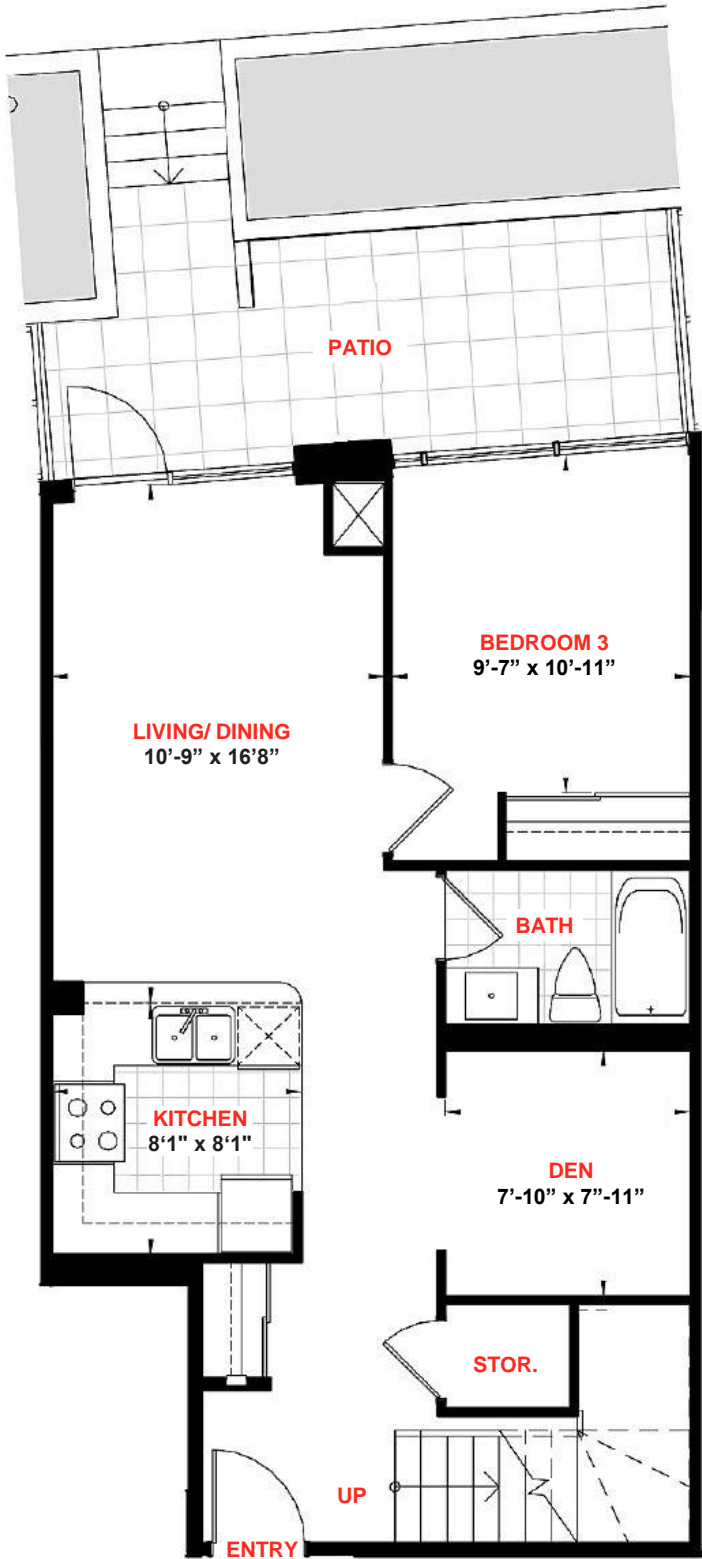 PATIO
BEDROOM 3
9’-7” x 10’-11”
LIVING/ DINING
10’-9” x 16’8”
BATH
KITCHEN
8‘1" x 8‘1"
DEN
7’-10” x 7”-11”
STOR.
UP
ENTRY